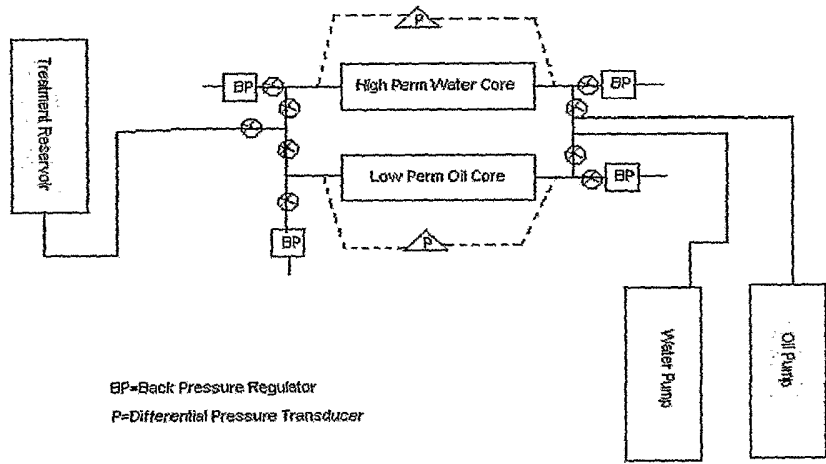 P
Treatment Reservoir
BP
High Perm Water Core
BP
Low Perm Oil Core
BP
BP
P
Water Pump
Oil Pump
BP=Back Pressure Regulator
P=Differential Pressure Transducer